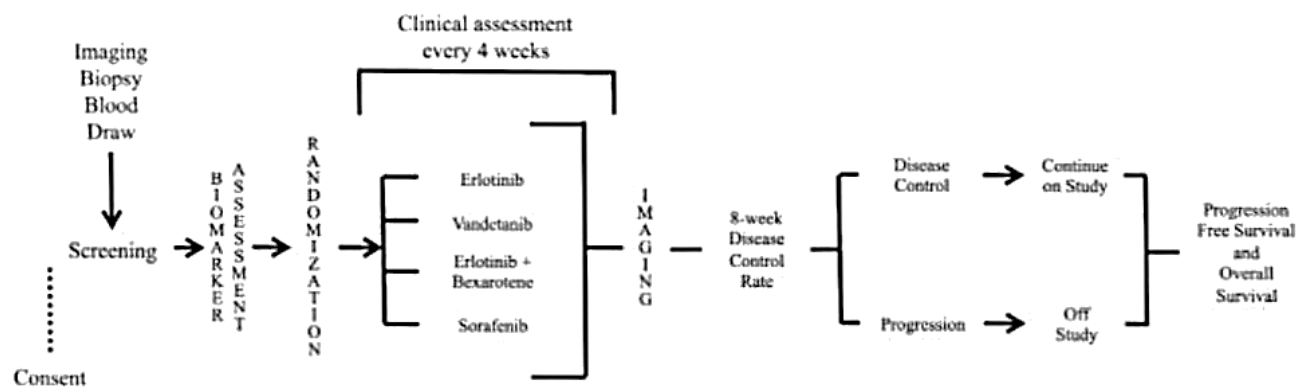 Clinical assessment
every 4 weeks
Imaging
Biopsy
Blood
Draw
Screening
Consent
BIOMARKER
ASSESSMENT
RANDOMIZATION
Erlotinib
Vandetanib
Erlotinib +
Bexarotene
Sorafenib
IMAGING
8-week
Disease
Control
Rate
Disease
Control
Continue
on Study
Progression
Off
Study
Progression
Free Survival
and
Overall
Survival